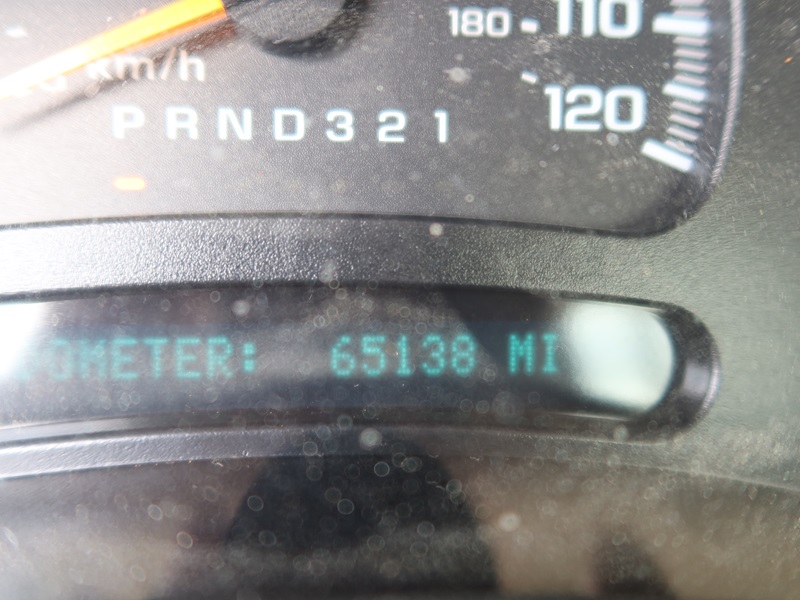 180 110
km/h
120
PRND321
OMETER: 65138 MI